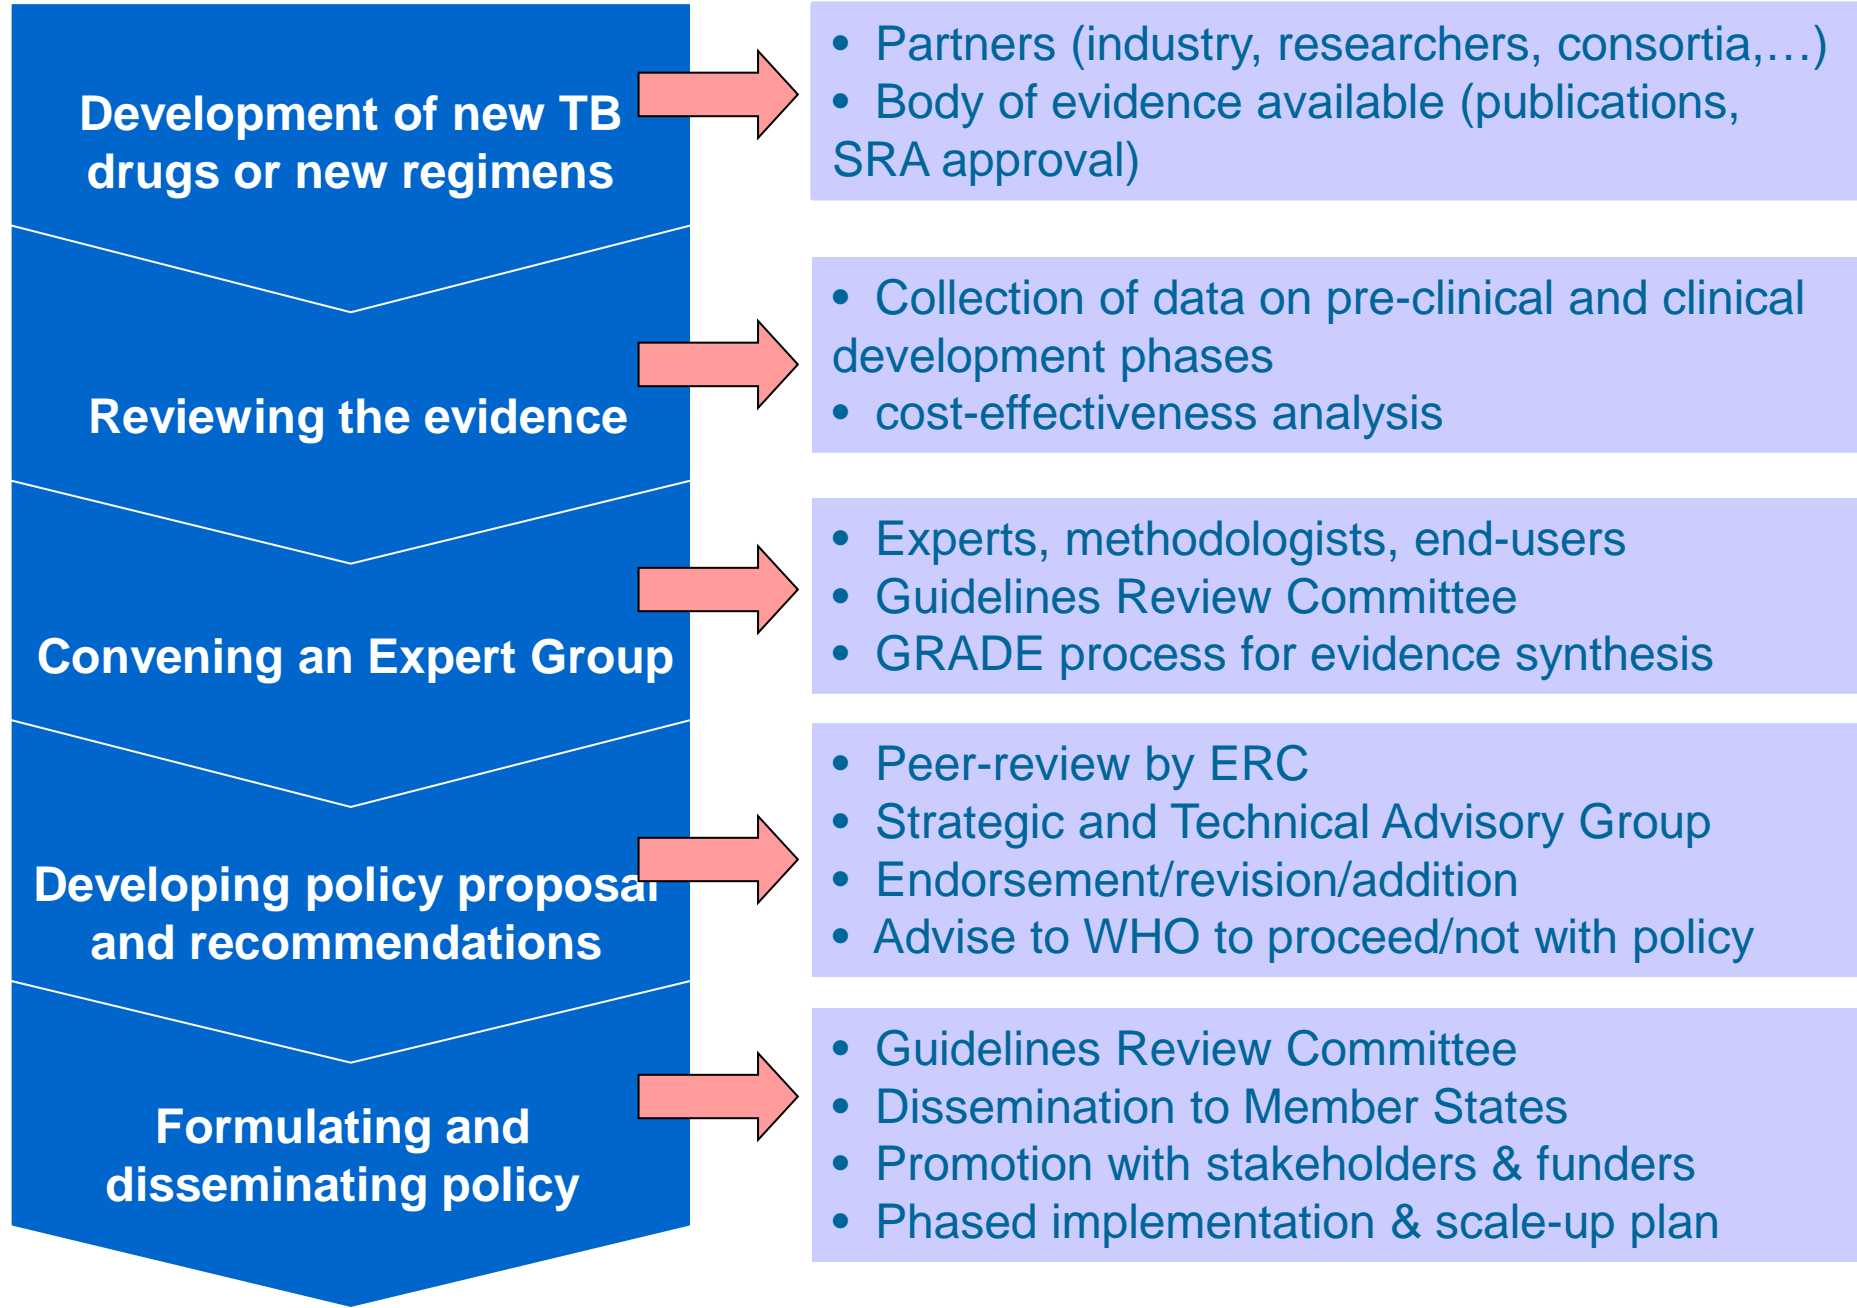 Development of new TB
drugs or new regimens
• Partners (industry, researchers, consortia,…)
• Body of evidence available (publications,
SRA approval)
Reviewing the evidence
• Collection of data on pre-clinical and clinical
development phases
• cost-effectiveness analysis
Convening an Expert Group
• Experts, methodologists, end-users
• Guidelines Review Committee
• GRADE process for evidence synthesis
Developing policy proposal
and recommendations
• Peer-review by ERC
• Strategic and Technical Advisory Group
• Endorsement/revision/addition
• Advise to WHO to proceed/not with policy
Formulating and
disseminating policy
• Guidelines Review Committee
• Dissemination to Member States
• Promotion with stakeholders & funders
• Phased implementation & scale-up plan